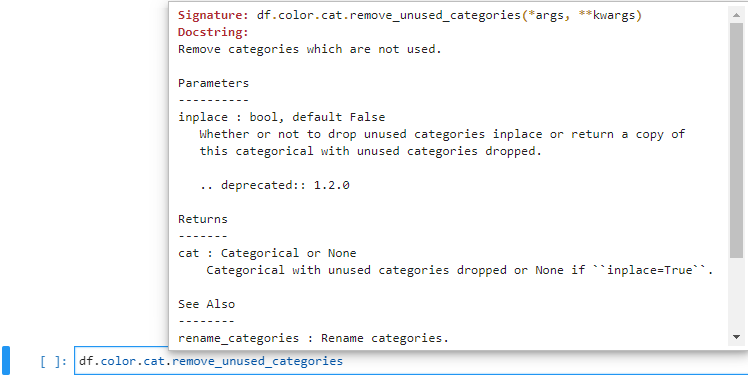 Signature: df.color.cat.remove_unused_categories(*args, **kwargs)
Docstring:
Remove categories which are not used.
Parameters
----------
inplace : bool, default False
   Whether or not to drop unused categories inplace or return a copy of
   this categorical with unused categories dropped.
   .. deprecated:: 1.2.0
Returns
-------
cat : Categorical or None
    Categorical with unused categories dropped or None if ``inplace=True``.
See Also
--------
rename_categories : Rename categories.
[ ]: df.color.cat.remove_unused_categories